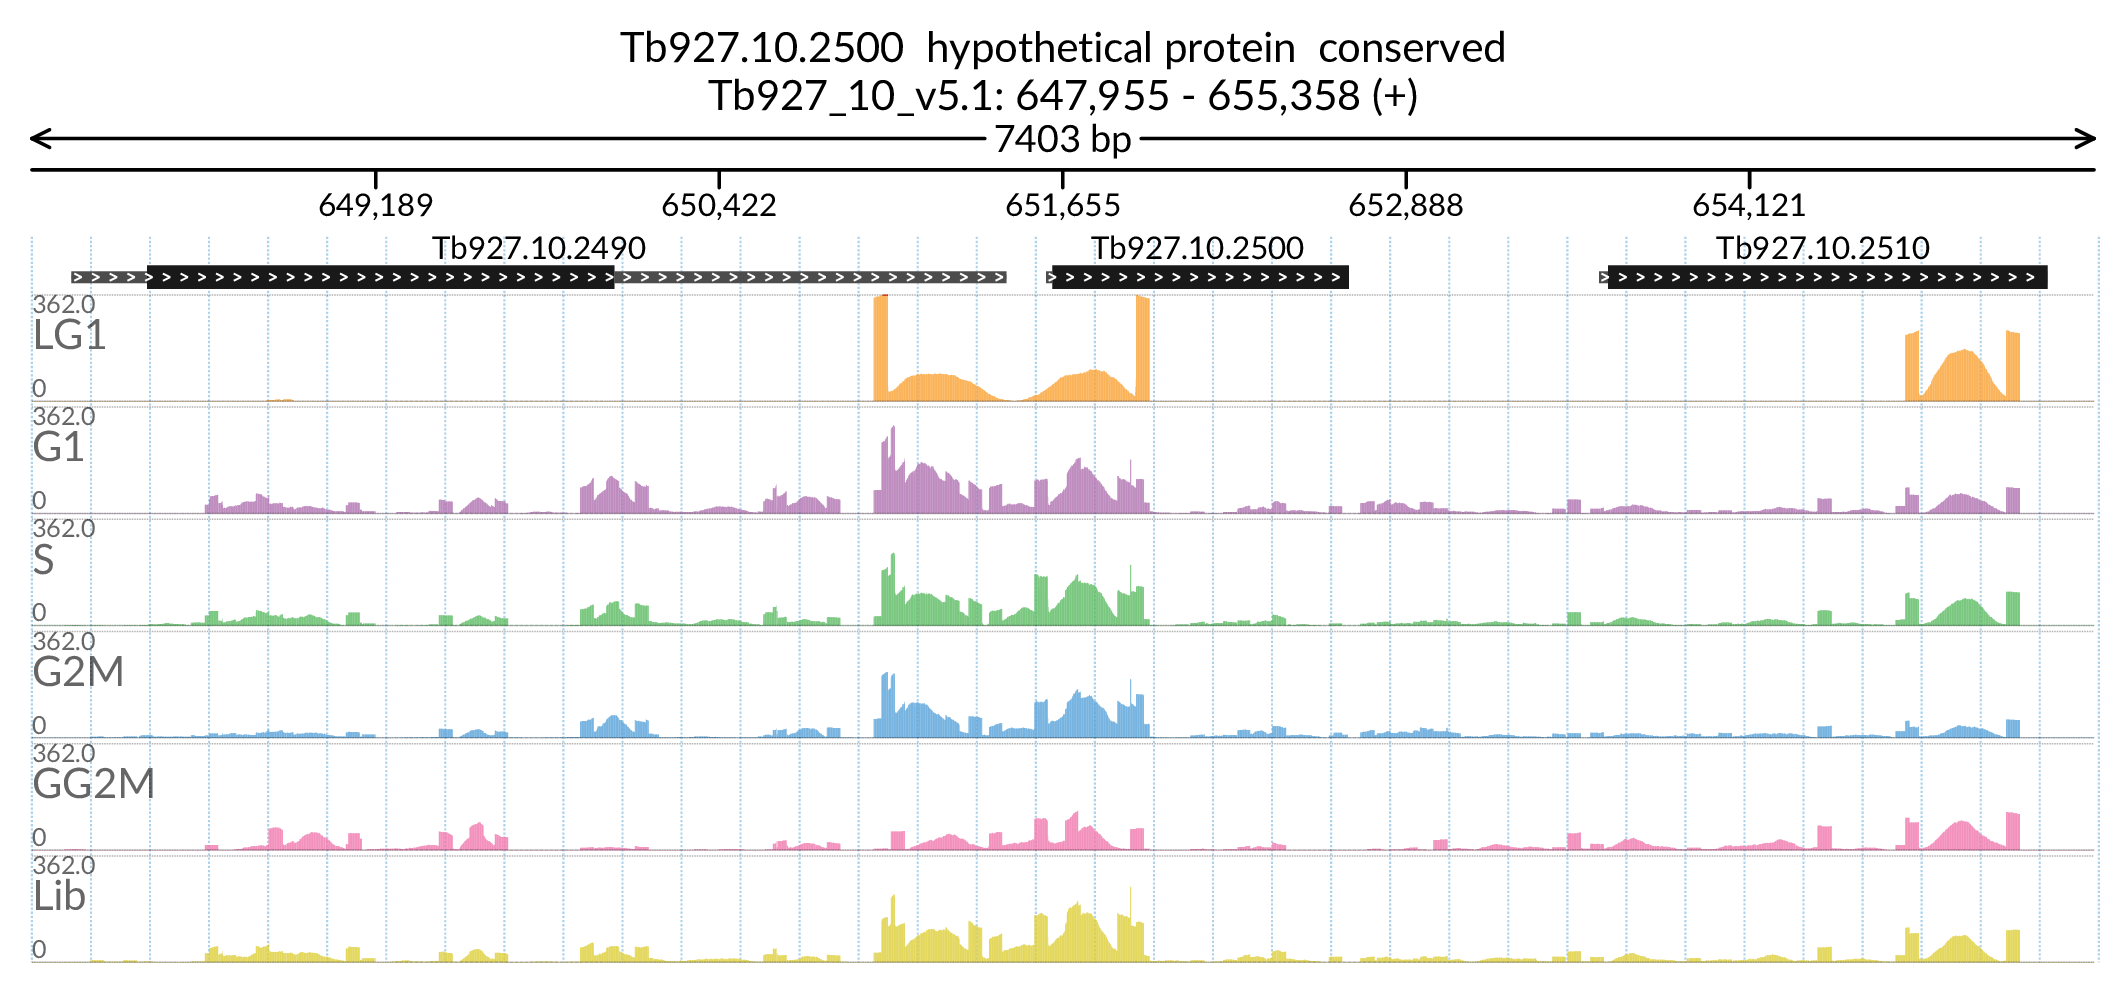 Tb927.10.2500 hypothetical protein conserved
Tb927_10_v5.1: 647,955 - 655,358 (+)
7403 bp
649,189 650,422 651,655 652,888 654,121
Tb927.10.2490 Tb927.10.2500 Tb927.10.2510
362.0
LG1
0
362.0
G1
0
362.0
S
0
362.0
G2M
0
362.0
GG2M
0
362.0
Lib
0